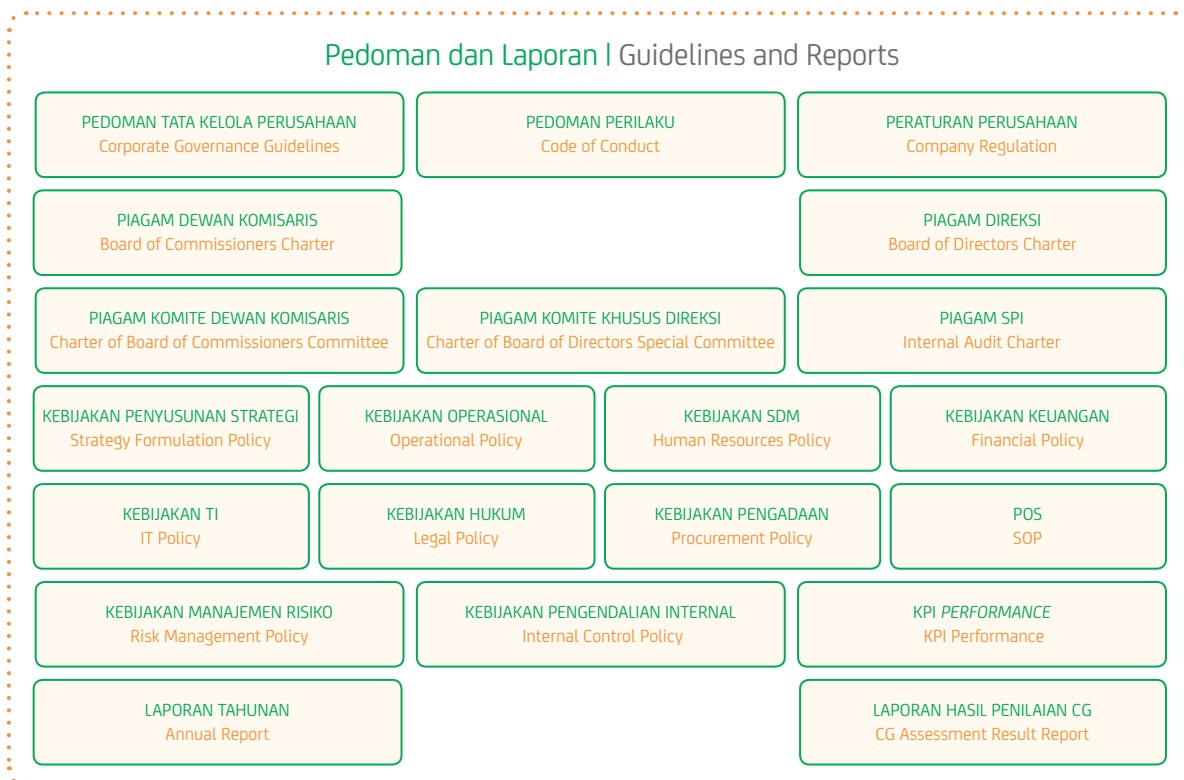 Pedoman dan Laporan | Guidelines and Reports
PEDOMAN TATA KELOLA PERUSAHAAN
Corporate Governance Guidelines
PEDOMAN PERILAKU
Code of Conduct
PERATURAN PERUSAHAAN
Company Regulation
PIAGAM DEWAN KOMISARIS
Board of Commissioners Charter
PIAGAM DIREKSI
Board of Directors Charter
PIAGAM KOMITE DEWAN KOMISARIS
Charter of Board of Commissioners Committee
PIAGAM KOMITE KHUSUS DIREKSI
Charter of Board of Directors Special Committee
PIAGAM SPI
Internal Audit Charter
KEBIJAKAN PENYUSUNAN STRATEGI
Strategy Formulation Policy
KEBIJAKAN OPERASIONAL
Operational Policy
KEBIJAKAN SDM
Human Resources Policy
KEBIJAKAN KEUANGAN
Financial Policy
KEBIJAKAN TI
IT Policy
KEBIJAKAN HUKUM
Legal Policy
KEBIJAKAN PENGADAAN
Procurement Policy
POS
SOP
KEBIJAKAN MANAJEMEN RISIKO
Risk Management Policy
KEBIJAKAN PENGENDALIAN INTERNAL
Internal Control Policy
KPI PERFORMANCE
KPI Performance
LAPORAN TAHUNAN
Annual Report
LAPORAN HASIL PENILAIAN CG
CG Assessment Result Report